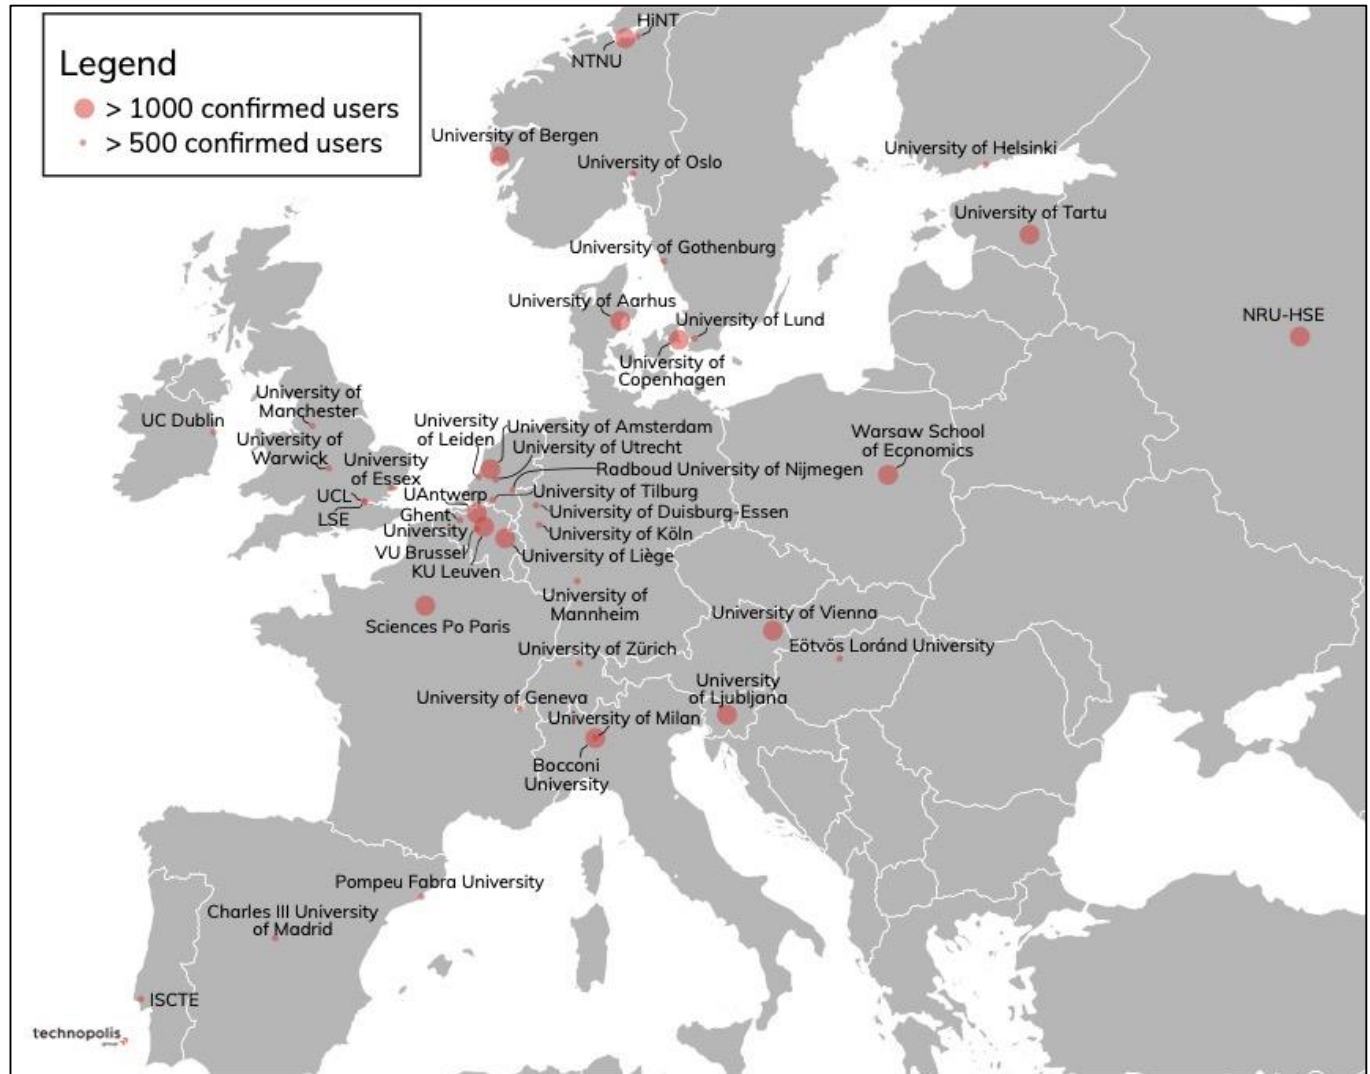 Legend
> 1000 confirmed users
> 500 confirmed users
HiNT
NTNU
University of Bergen
University of Oslo
University of Helsinki
University of Tartu
University of Gothenburg
University of Aarhus
University of Lund
NRU-HSE
University of
Copenhagen
University of
Manchester
UC Dublin
University of
Warwick
University
of Essex
UCL
LSE
University
of Leiden
University of Amsterdam
University of Utrecht
Radboud University of Nijmegen
UAntwerp
University of Tilburg
Ghent
University
University of Duisburg-Essen
University of Köln
VU Brussel
University of Liège
KU Leuven
Warsaw School
of Economics
University of
Mannheim
Sciences Po Paris
University of Vienna
Eötvös Loránd University
University of Zürich
University
of Ljubljana
University of Geneva
University of Milan
Bocconi
University
Pompeu Fabra University
Charles III University
of Madrid
ISCTE
technopolis
group